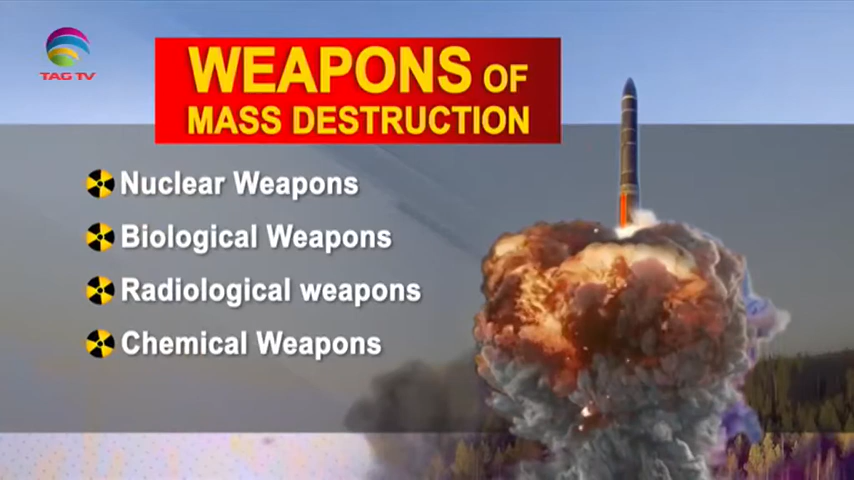 TAG TV
WEAPONS OF
MASS DESTRUCTION
Nuclear Weapons
Biological Weapons
Radiological weapons
Chemical Weapons